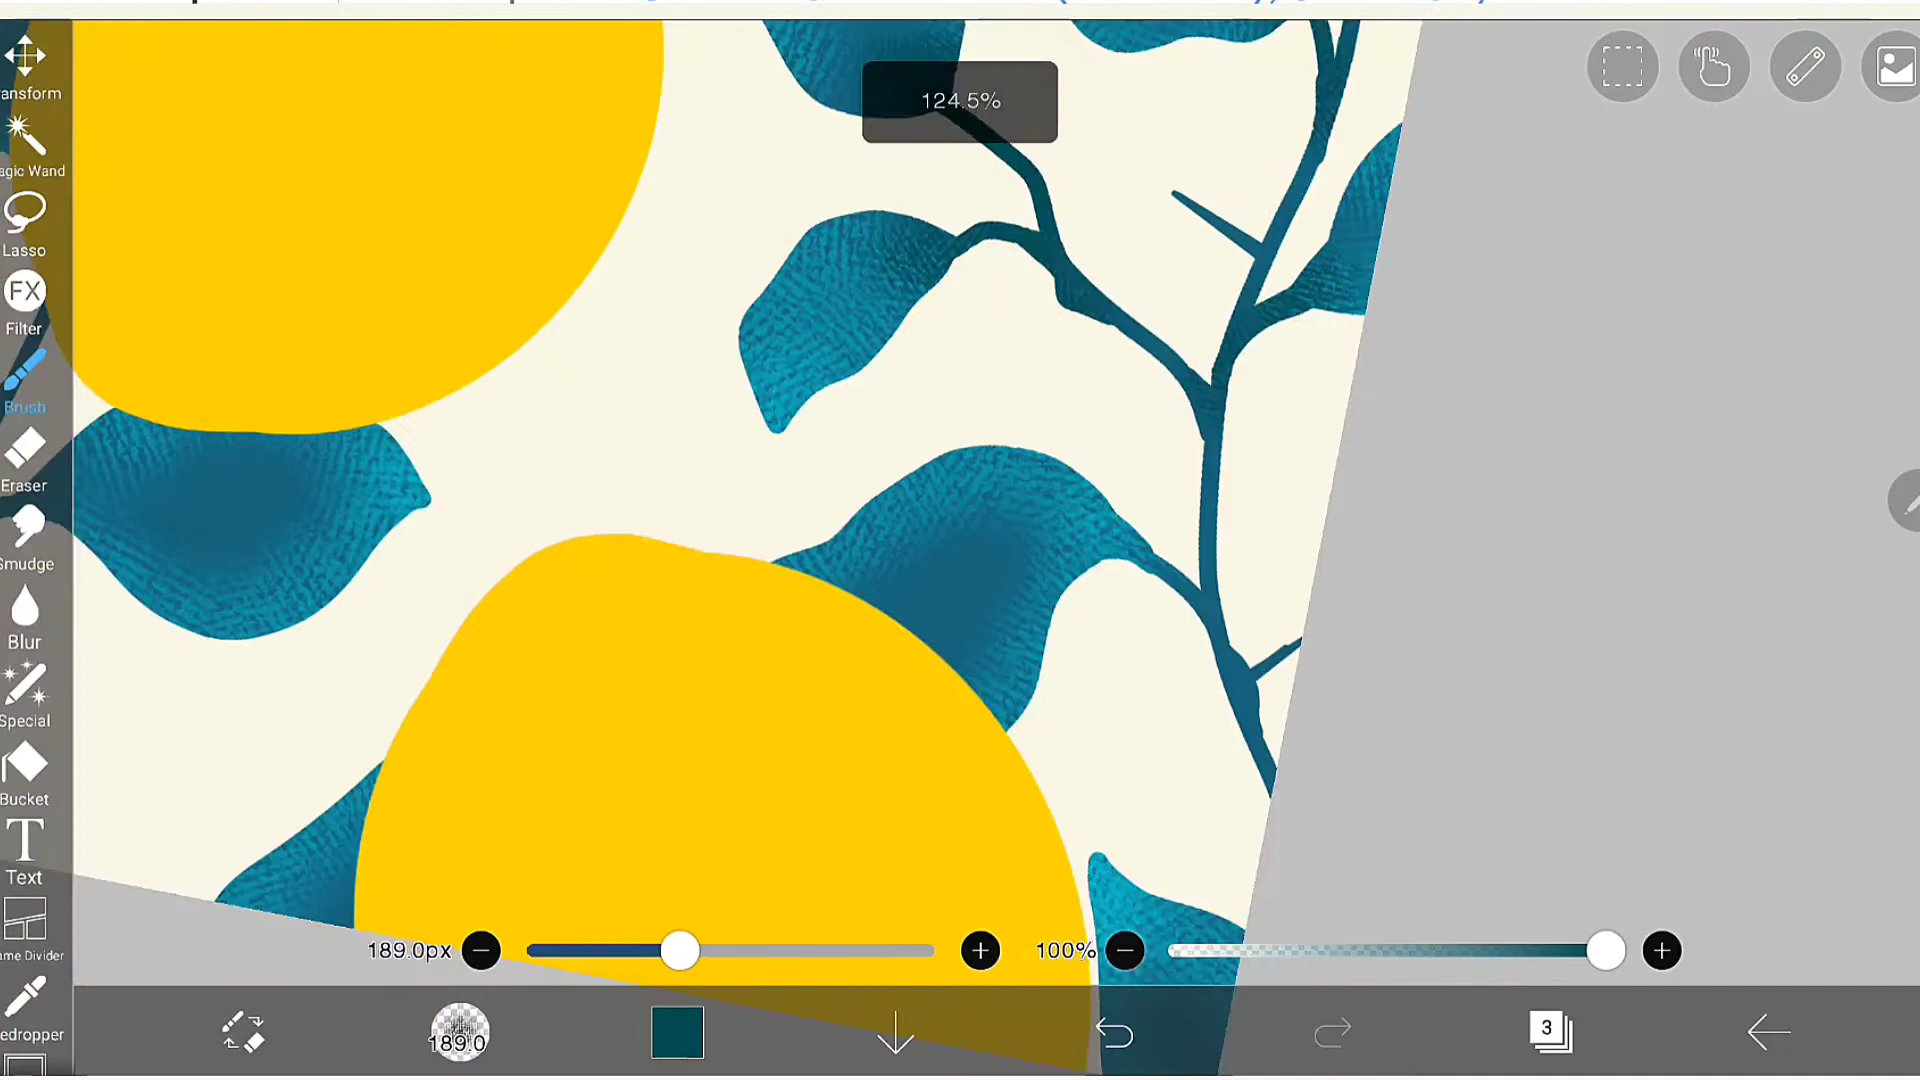 124.5%
ansform
agic Wand
Lasso
FX
Filter
Brush
Eraser
Smudge
Blur
Special
Bucket
T
Text
ame Divider
edropper
189.0px
100%
189.0
3